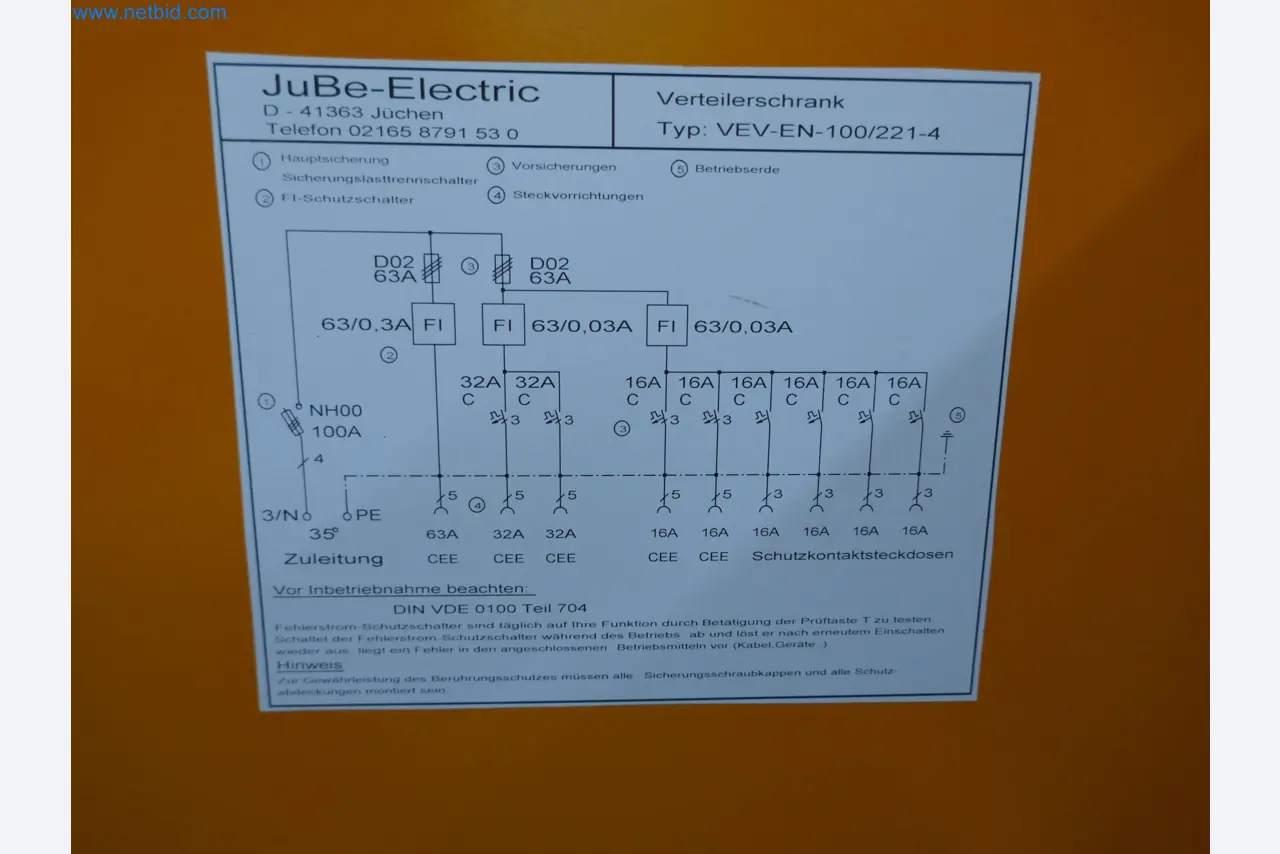 www.netbid.com
JuBe-Electric
D - 41363 Jüchen
Telefon 02165 8791 53 0
Verteilerschrank
Typ: VEV-EN-100/221-4
1 Hauptsicherung
Sicherungslasttrennschalter
2 FI-Schutzschalter
3 Vorsicherungen
4 Steckvorrichtungen
5 Betriebserde
D02
63A
3
D02
63A
63/0,3A FI
FI 63/0,03A
FI 63/0,03A
2
32A 32A
C C
16A 16A 16A 16A 16A 16A
C C C C C C
1
NH00
100A
3 3
3
3 3
5
4
5 4 5 5
5 5 3 3 3 3
3/N PE
35°
63A 32A 32A 16A 16A 16A 16A 16A 16A
Zuleitung CEE CEE CEE CEE CEE Schutzkontaktsteckdosen
Vor Inbetriebnahme beachten:
DIN VDE 0100 Teil 704
Fehlerstrom-Schutzschalter sind täglich auf Ihre Funktion durch Betätigung der Prüftaste T zu testen.
Schaltet der Fehlerstrom-Schutzschalter während des Betriebs ab und löst er nach erneutem Einschalten
wieder aus, liegt ein Fehler in den angeschlossenen Betriebsmitteln vor (Kabel,Geräte..)
Hinweis
Zur Gewährleistung des Berührungsschutzes müssen alle Sicherungsschraubkappen und alle Schutz-
abdeckungen montiert sein.